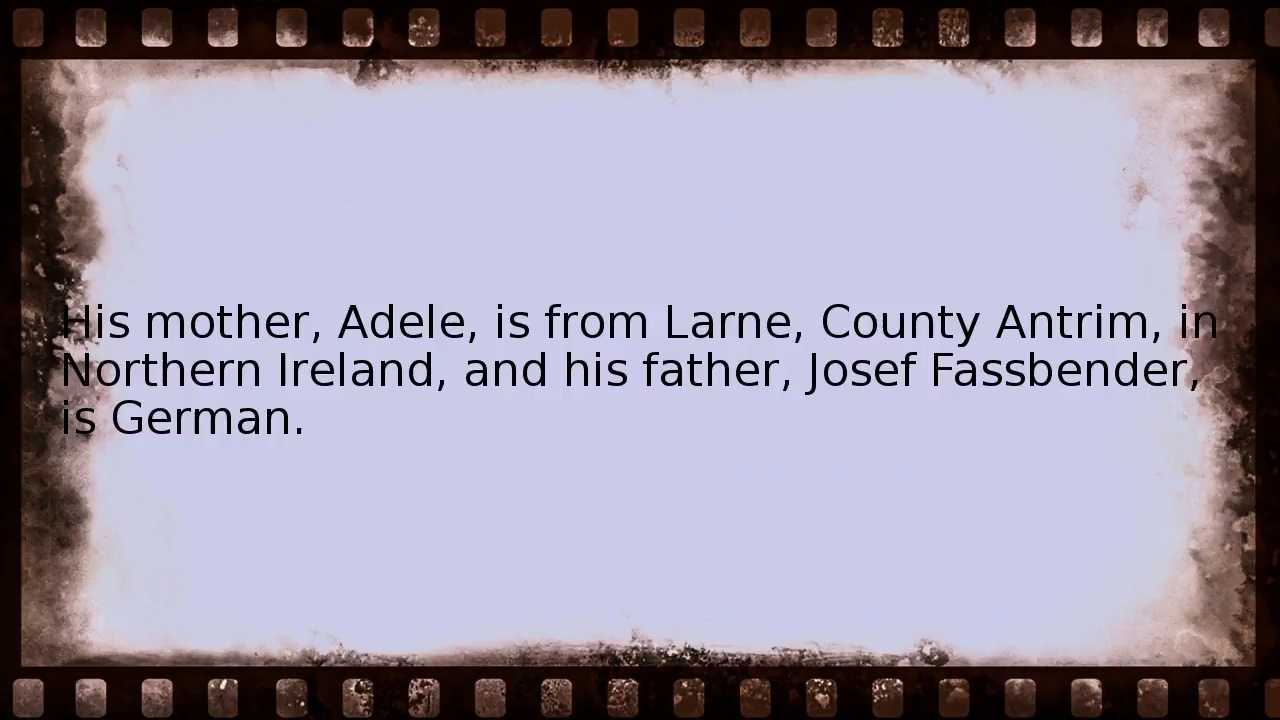 His mother, Adele, is from Larne, County Antrim, in
Northern Ireland, and his father, Josef Fassbender,
is German.